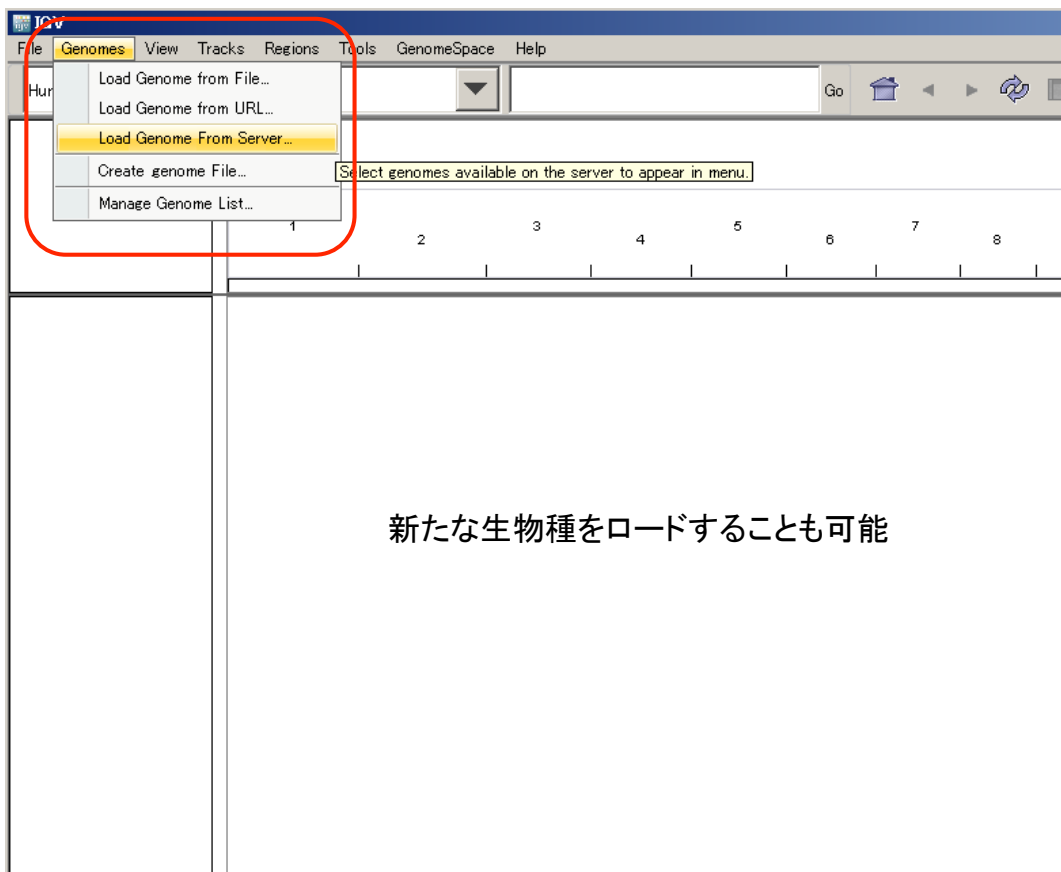 IGV
File Genomes View Tracks Regions Tools GenomeSpace Help
Hur Go
Load Genome from File...
Load Genome from URL...
Load Genome From Server...
Create .genome File...
Select genomes available on the server to appear in menu.
Manage Genome List...
1 2 3 4 5 6 7 8
新たな生物種をロードすることも可能